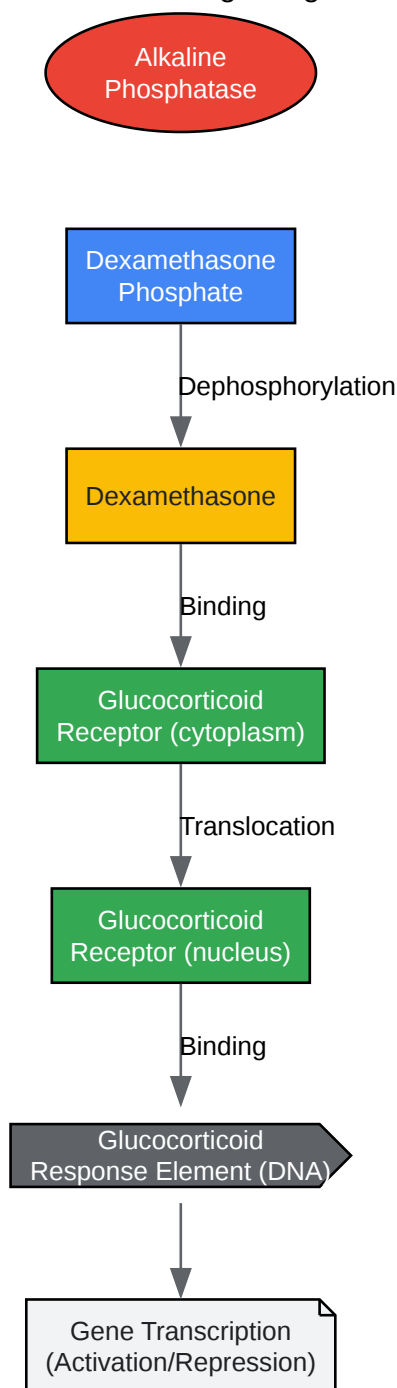 Alkaline
Phosphatase
Dexamethasone
Phosphate
Dephosphorylation
Dexamethasone
Binding
Glucocorticoid
Receptor (cytoplasm)
Translocation
Glucocorticoid
Receptor (nucleus)
Binding
Glucocorticoid
Response Element (DNA)
Gene Transcription
(Activation/Repression)